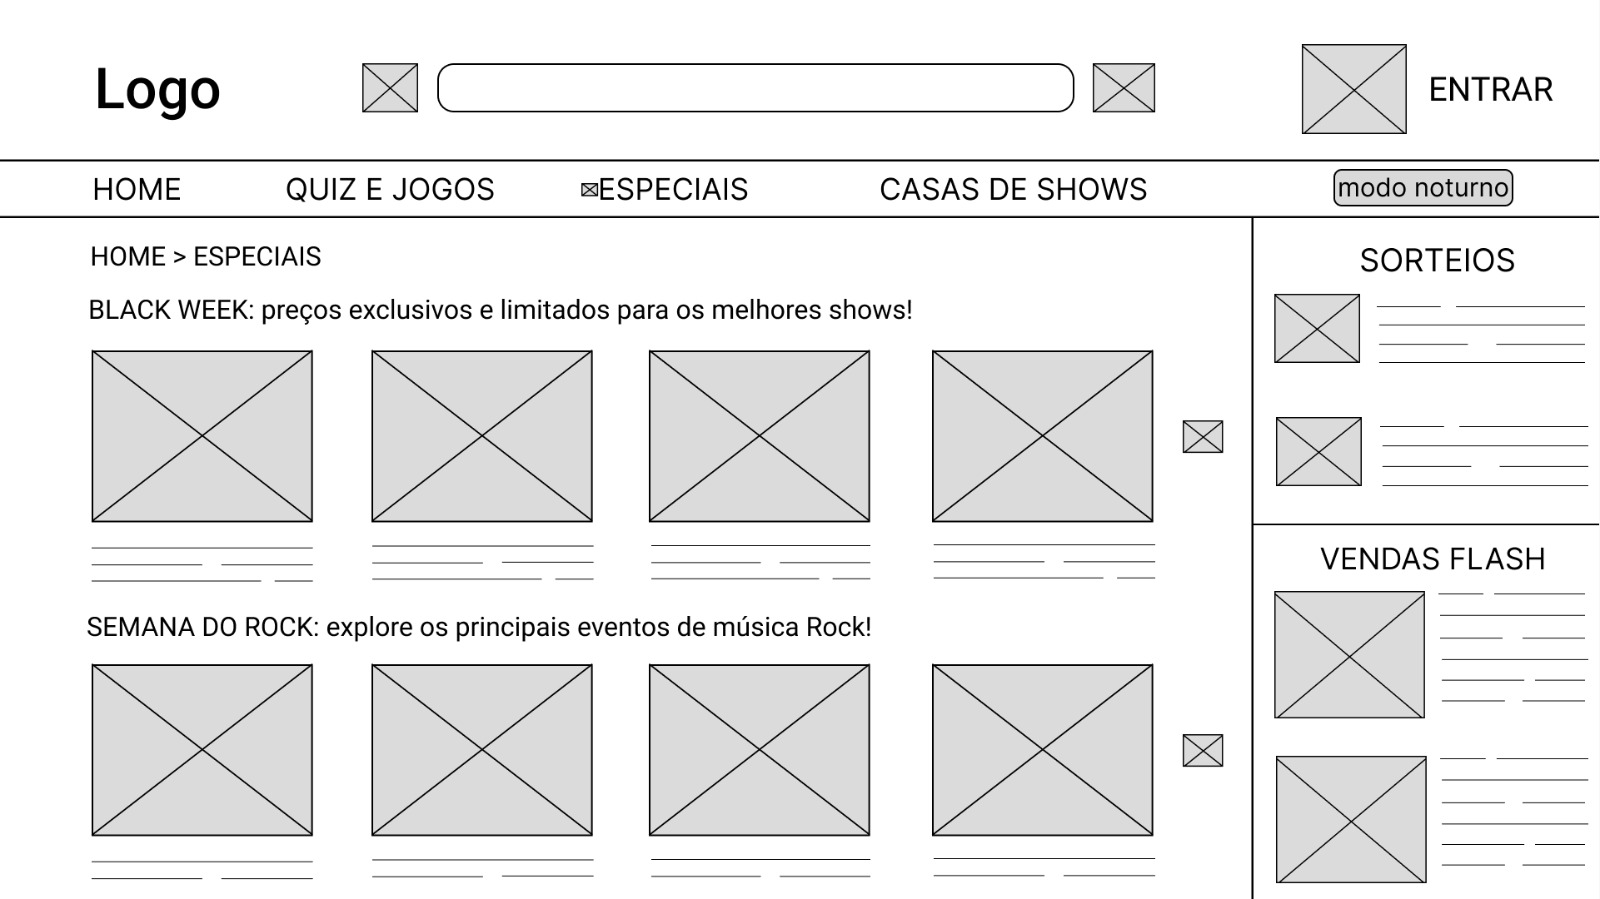 Logo
ENTRAR
HOME
QUIZ E JOGOS
ESPECIAIS
CASAS DE SHOWS
modo noturno
HOME > ESPECIAIS
BLACK WEEK: preços exclusivos e limitados para os melhores shows!
SEMANA DO ROCK: explore os principais eventos de música Rock!
SORTEIOS
VENDAS FLASH